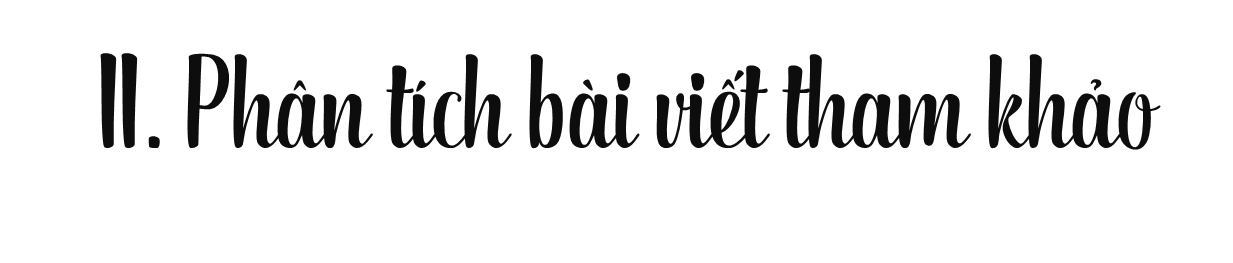 II. Phân tích bài viết tham khảo